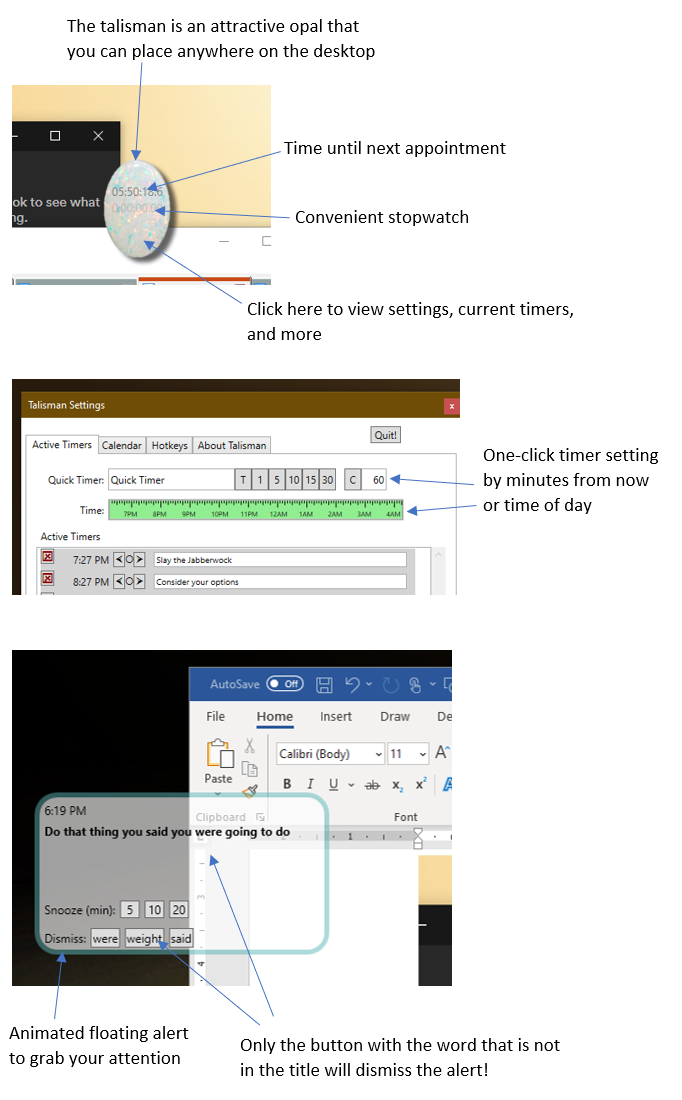 The talisman is an attractive opal that
you can place anywhere on the desktop
ok to see what
ng.
05:50:18.6
0:00:00.00
Time until next appointment
Convenient stopwatch
Click here to view settings, current timers,
and more
Talisman Settings
x
Quit!
Active Timers Calendar Hotkeys About Talisman
Quick Timer: Quick Timer T 1 5 10 15 30 C 60
Time: 7PM 8PM 9PM 10PM 11PM 12AM 1AM 2AM 3AM 4AM
Active Timers
7:27 PM Slay the Jabberwock
8:27 PM Consider your options
One-click timer setting
by minutes from now
or time of day
AutoSave Off
File Home Insert Draw De
Paste Calibri (Body) 11 A
B I U ab x₂ x² A
Clipboard Font
1
6:19 PM
Do that thing you said you were going to do
Snooze (min): 5 10 20
Dismiss: were weight said
3
4
Animated floating alert
to grab your attention
Only the button with the word that is not
in the title will dismiss the alert!